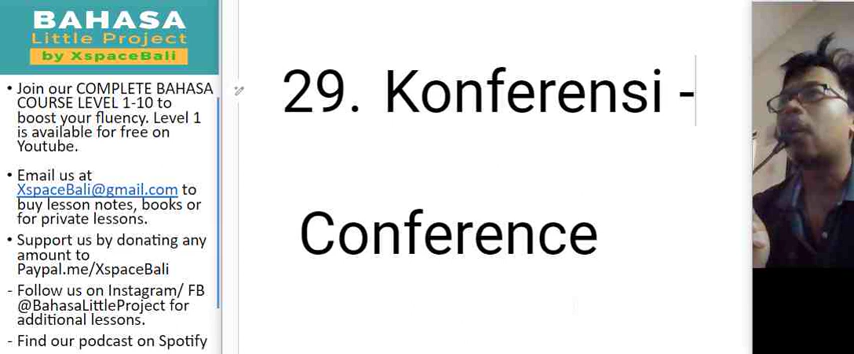 BAHASA
Little Project
by XspaceBali
• Join our COMPLETE BAHASA
COURSE LEVEL 1-10 to
boost your fluency. Level 1
is available for free on
Youtube.
• Email us at
XspaceBali@gmail.com to
buy lesson notes, books or
for private lessons.
• Support us by donating any
amount to
Paypal.me/XspaceBali
- Follow us on Instagram/ FB
@BahasaLittleProject for
additional lessons.
- Find our podcast on Spotify
29. Konferensi -
Conference